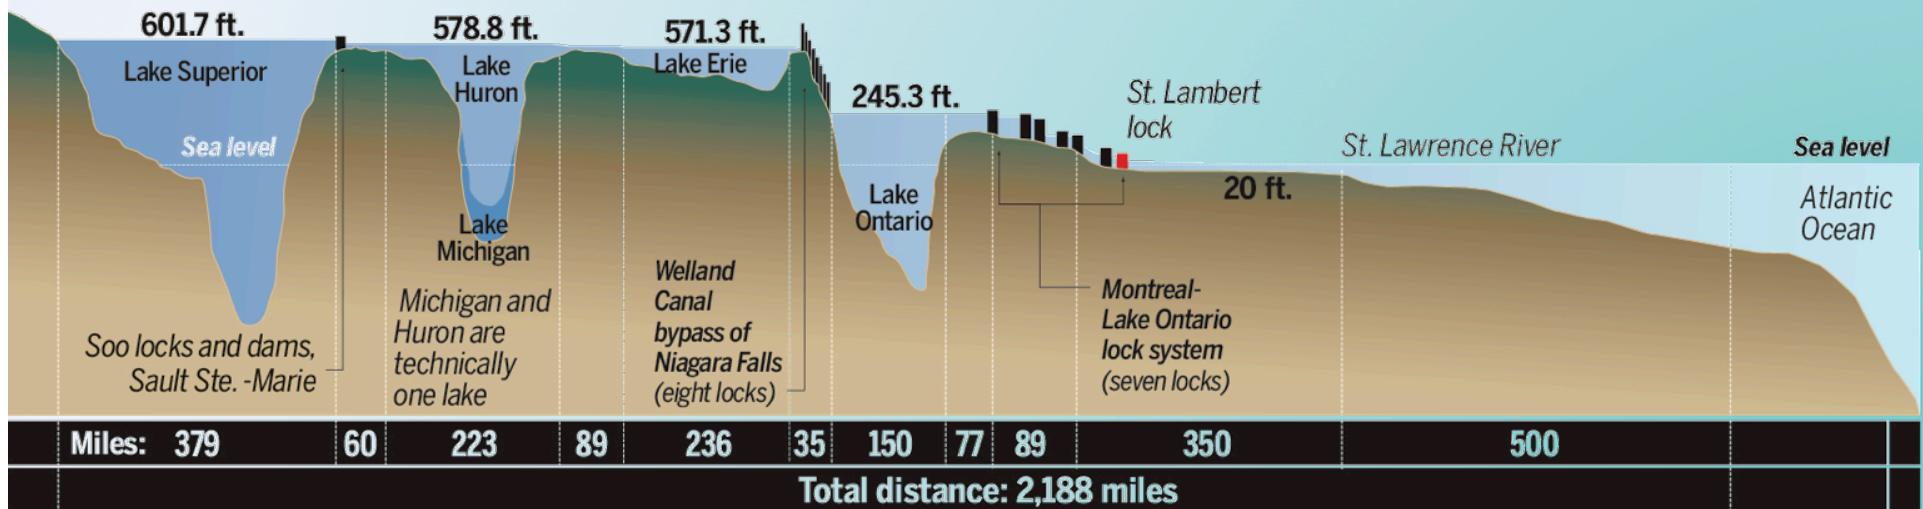 601.7 ft.
Lake Superior
Sea level
Soo locks and dams,
Sault Ste. -Marie
578.8 ft.
Lake
Huron
Lake
Michigan
Michigan and
Huron are
technically
one lake
571.3 ft.
Lake Erie
Welland
Canal
bypass of
Niagara Falls
(eight locks)
245.3 ft.
Lake
Ontario
St. Lambert
lock
Montreal-
Lake Ontario
lock system
(seven locks)
20 ft.
St. Lawrence River
Sea level
Atlantic
Ocean
Miles: 379 60 223 89 236 35 150 77 89 350 500
Total distance: 2,188 miles